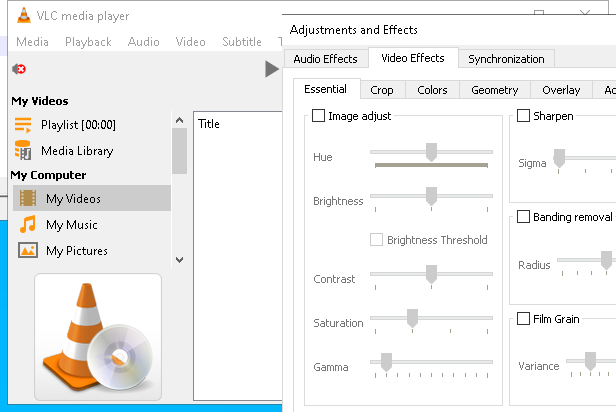 VLC media player
Media Playback Audio Video Subtitle
My Videos
Playlist [00:00]
Media Library
My Computer
My Videos
My Music
My Pictures
Title
Adjustments and Effects
Audio Effects Video Effects Synchronization
Essential Crop Colors Geometry Overlay
Image adjust
Hue
Brightness
Brightness Threshold
Contrast
Saturation
Gamma
Sharpen
Sigma
Banding removal
Radius
Film Grain
Variance